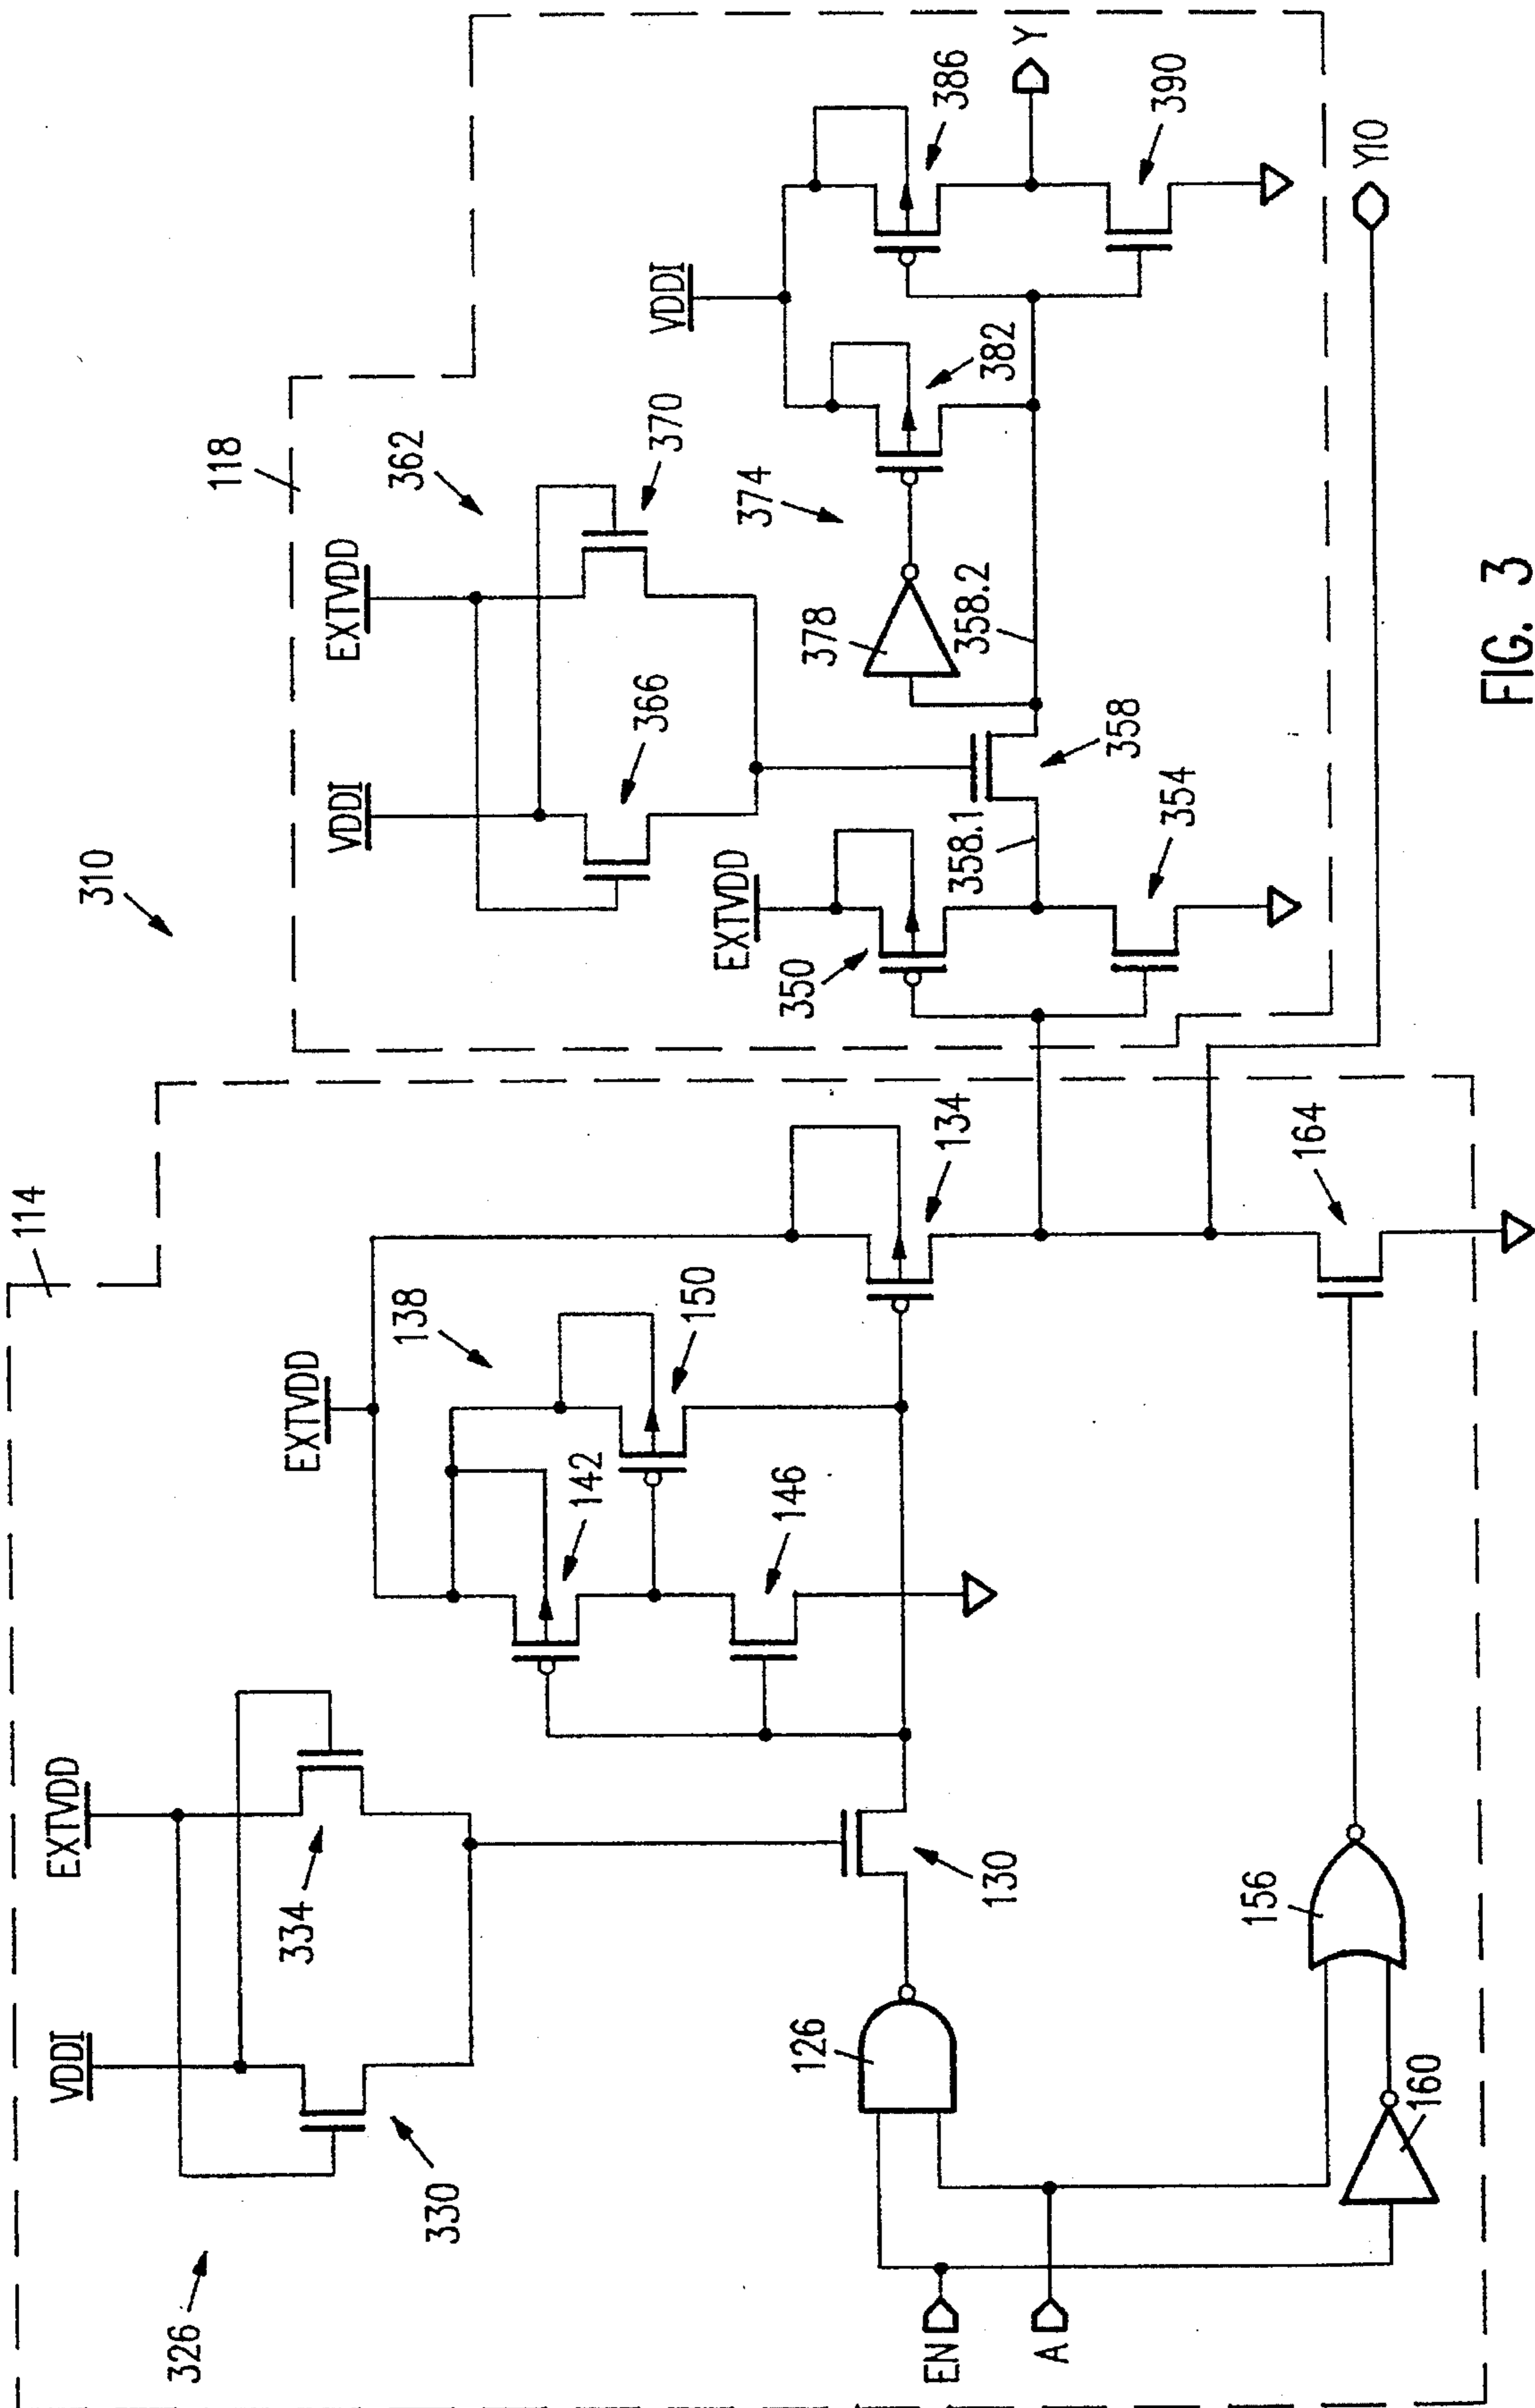 310
114
118
326
VDDI
EXTVDD
330
334
EXTVDD
138
142
150
146
134
130
126
EN
A
156
160
164
VDDI
EXTVDD
362
366
370
EXTVDD
350
354
358.1
358
358.2
378
374
VDDI
382
386
390
Y
YIO
FIG. 3